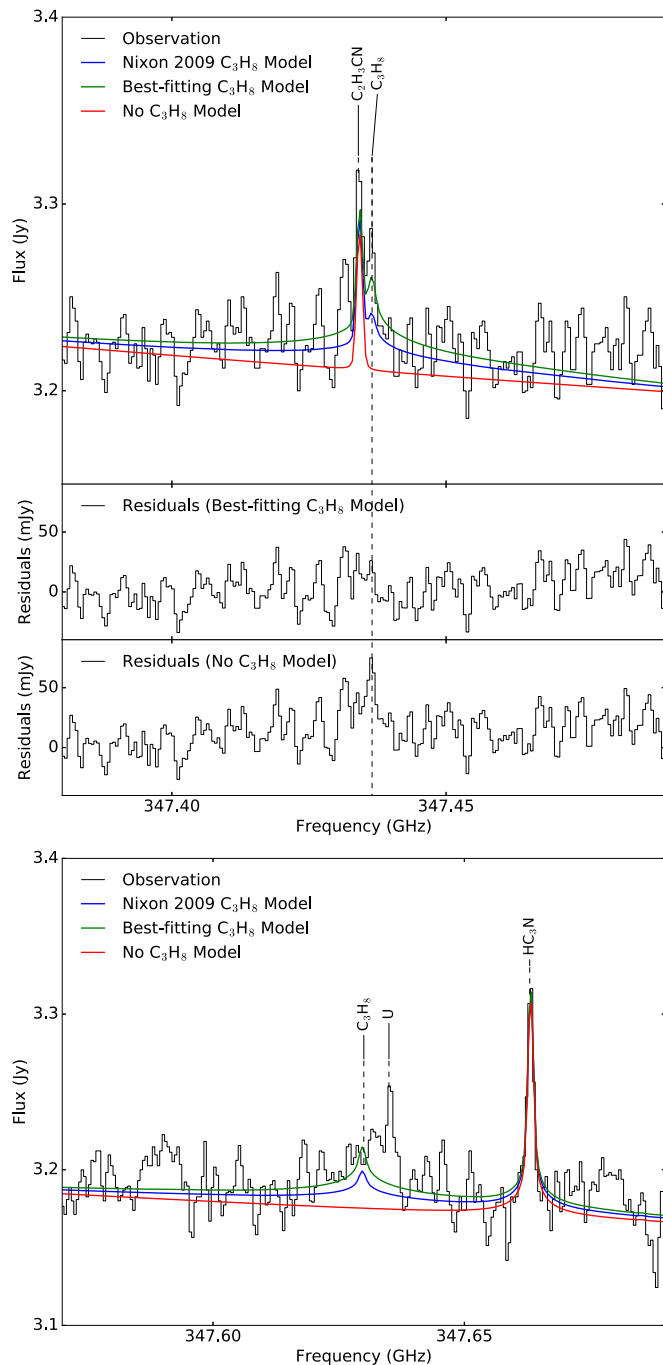 3.4
Observation
Nixon 2009 C₃H₈ Model
Best-fitting C₃H₈ Model
No C₃H₈ Model
C₂H₃CN
C₃H₈
3.3
Flux (Jy)
3.2
Residuals (Best-fitting C₃H₈ Model)
50
0
Residuals (mJy)
Residuals (No C₃H₈ Model)
50
0
Residuals (mJy)
347.40
347.45
Frequency (GHz)
3.4
Observation
Nixon 2009 C₃H₈ Model
Best-fitting C₃H₈ Model
No C₃H₈ Model
C₃H₈
U
HC₃N
3.3
Flux (Jy)
3.2
3.1
347.60
347.65
Frequency (GHz)